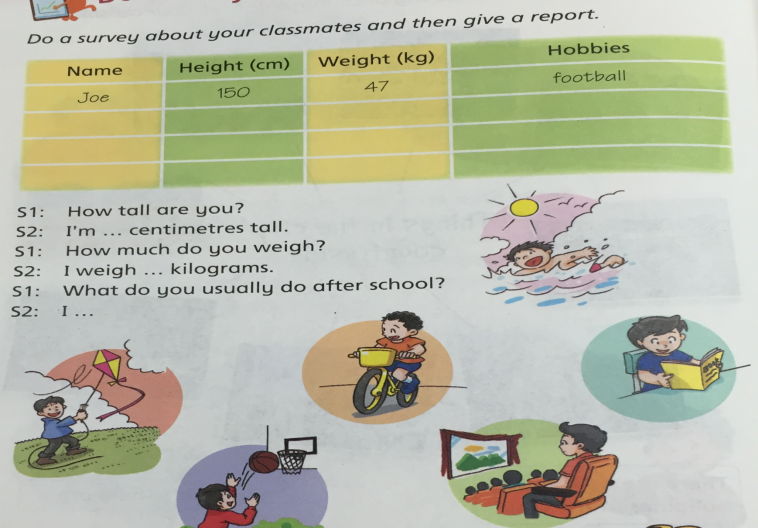 Do a survey about your classmates and then give a report.
Name Height (cm) Weight (kg) Hobbies
Joe 150 47 football
S1: How tall are you?
S2: I'm ... centimetres tall.
S1: How much do you weigh?
S2: I weigh ... kilograms.
S1: What do you usually do after school?
S2: I ...